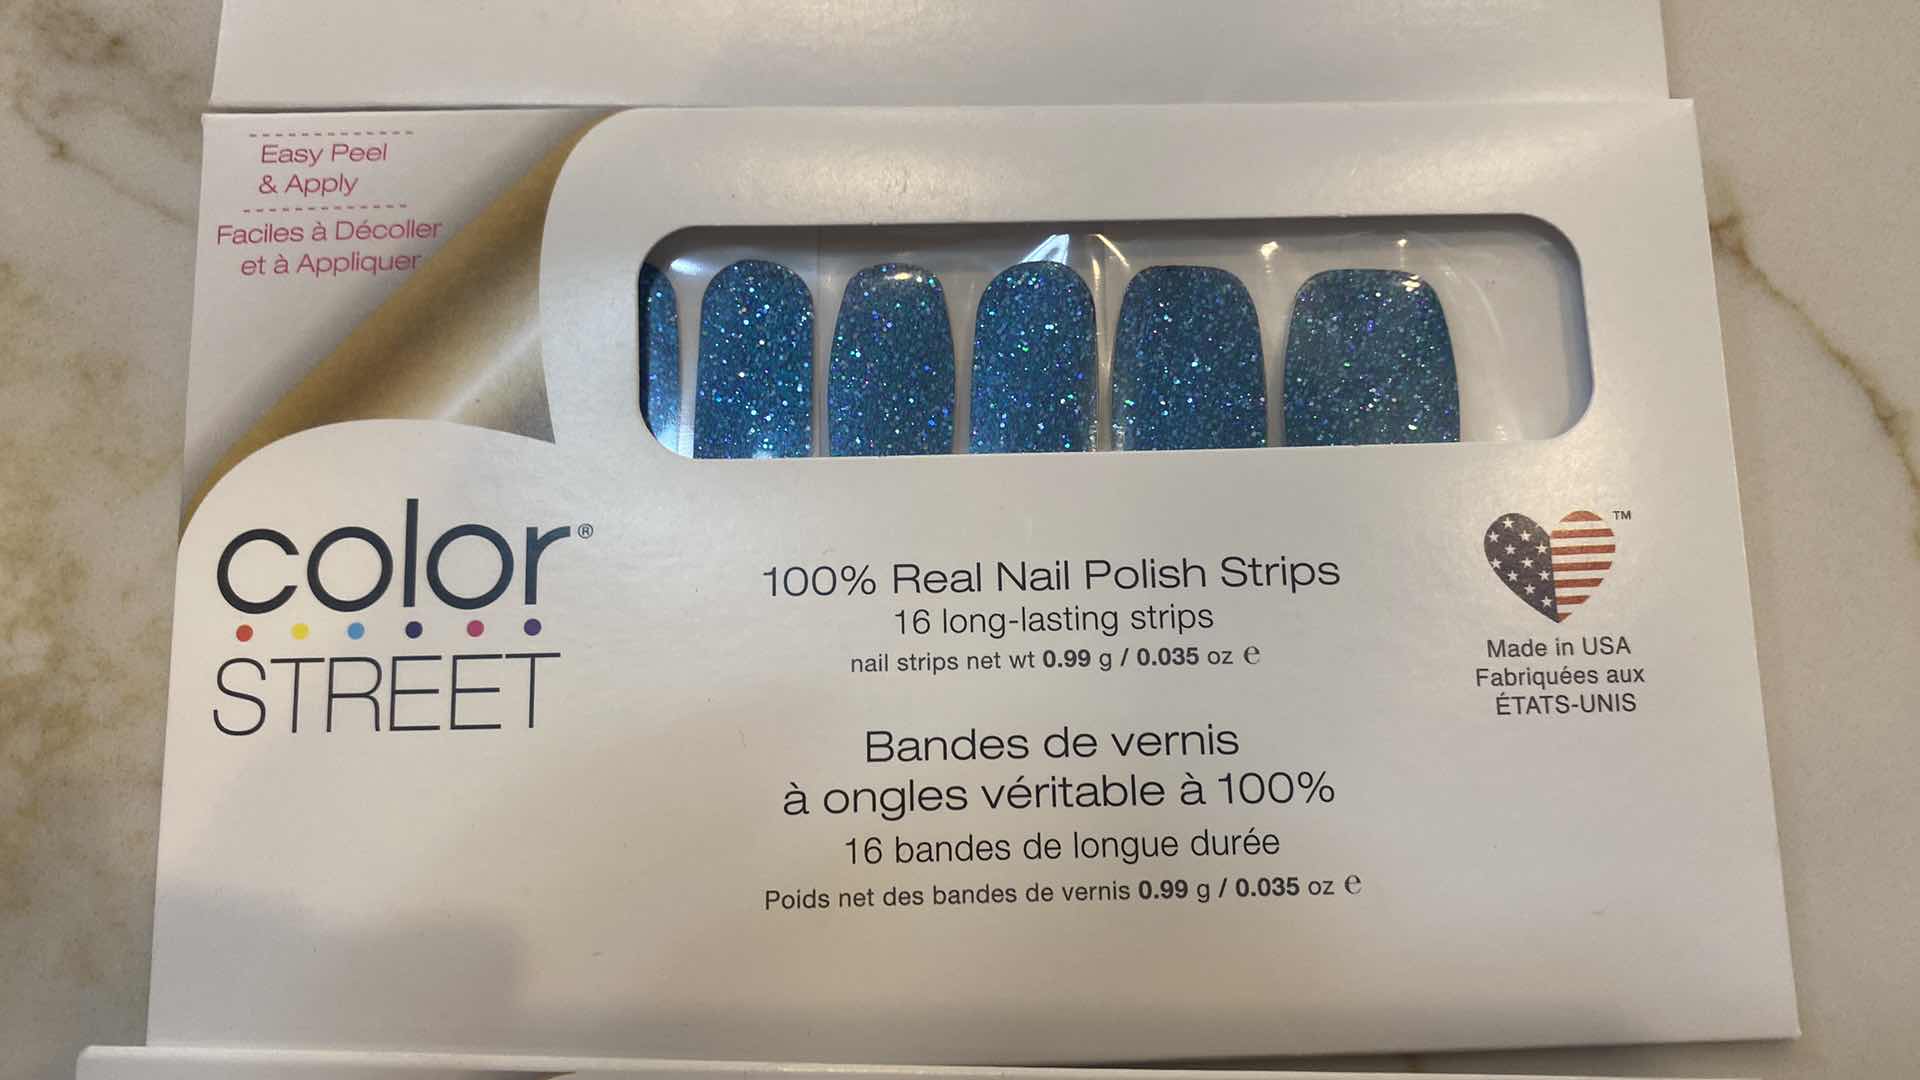 Easy Peel
& Apply
Faciles à Décoller
et à Appliquer
color®
STREET
100% Real Nail Polish Strips
16 long-lasting strips
nail strips net wt 0.99 g / 0.035 oz ℮
Bandes de vernis
à ongles véritable à 100%
16 bandes de longue durée
Poids net des bandes de vernis 0.99 g / 0.035 oz ℮
TM
Made in USA
Fabriquées aux
ÉTATS-UNIS